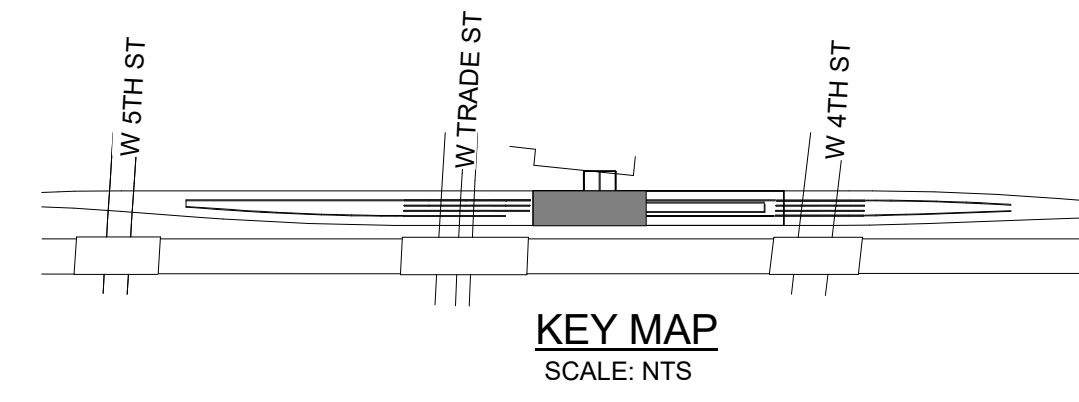 W 5TH ST
W TRADE ST
W 4TH ST
KEY MAP
SCALE: NTS